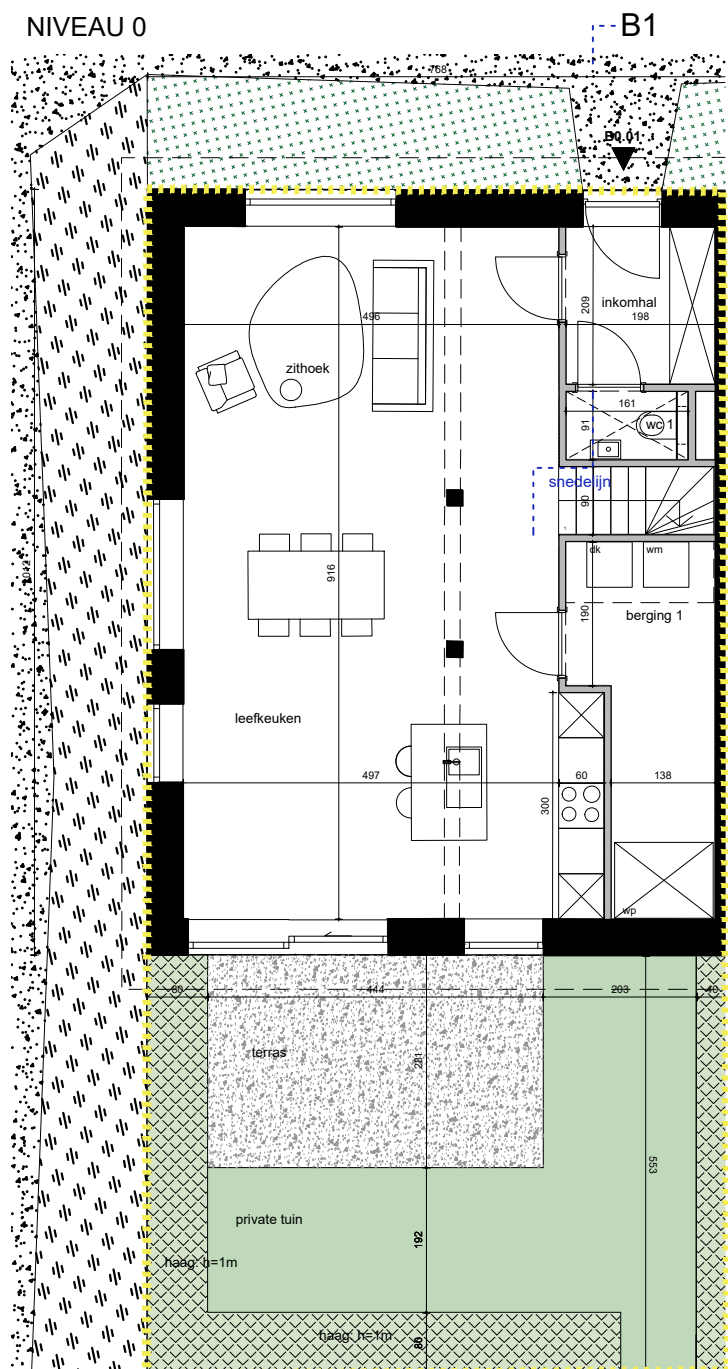 NIVEAU 0
B1
768
B0.01
inkomhal
209
198
496
zithoek
161
91
wc 1
snedelijn
90
dk
wm
916
190
berging 1
leefkeuken
497
60
138
300
wp
80
444
203
40
terras
281
553
private tuin
192
haag: h=1m
haag: h=1m
80